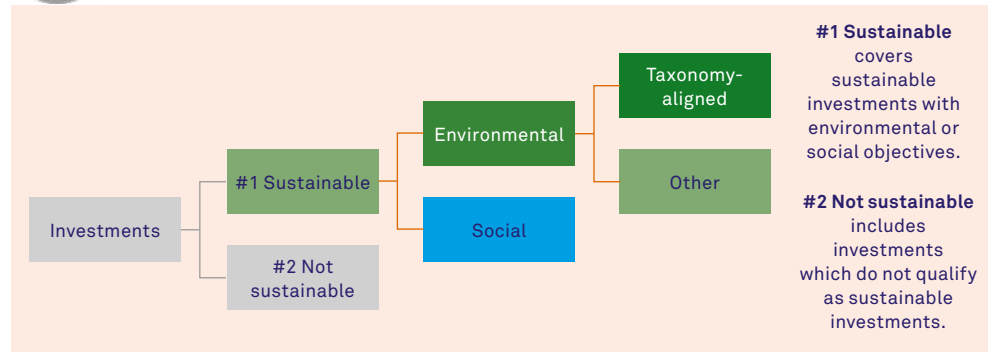 Investments
#1 Sustainable
#2 Not
sustainable
Environmental
Social
Taxonomy-
aligned
Other
#1 Sustainable
covers
sustainable
investments with
environmental or
social objectives.
#2 Not sustainable
includes
investments
which do not qualify
as sustainable
investments.